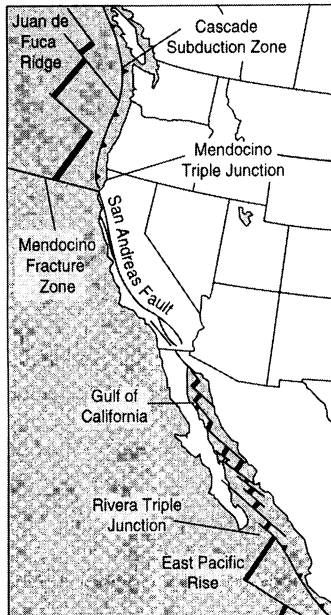 Juan de
Fuca
Ridge
Cascade
Subduction Zone
Mendocino
Triple Junction
Mendocino
Fracture
Zone
San Andreas Fault
Gulf of
California
Rivera Triple
Junction
East Pacific
Rise